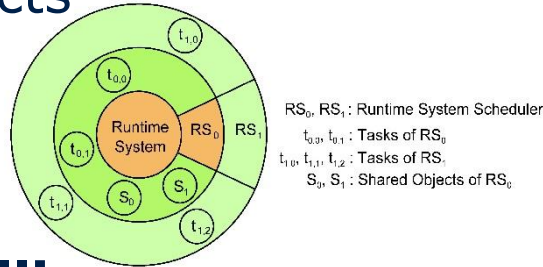 ects
t1,0
t0,0
Runtime System
RS0
RS1
t0,1
S0
S1
t1,1
t1,2
RS0, RS1 : Runtime System Scheduler
t0,0, t0,1 : Tasks of RS0
t1,0, t1,1, t1,2 : Tasks of RS1
S0, S1 : Shared Objects of RS0